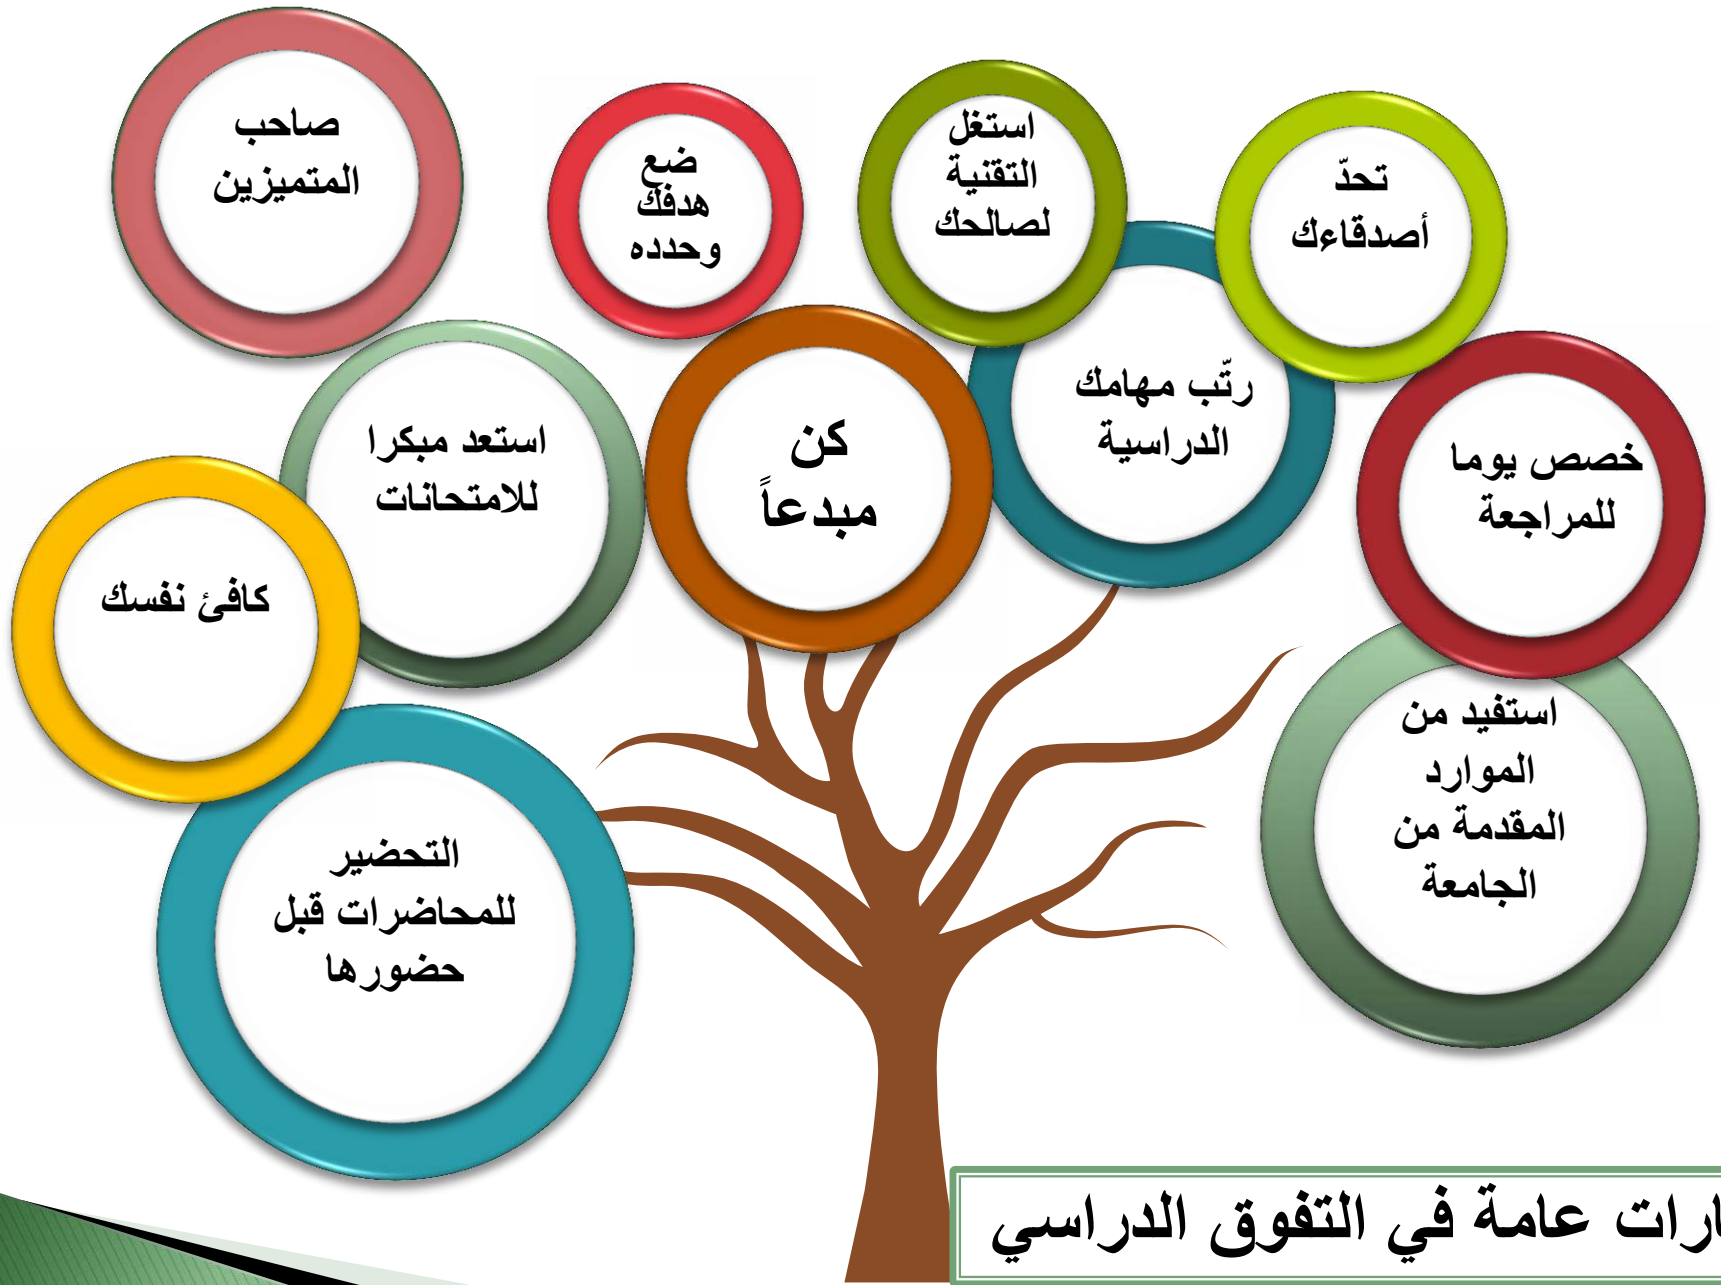 تحدّ
أصدقاءك
استغل
التقنية
لصالحك
ضع
هدفك
وحدده
صاحب
المتميزين
خصص يوما
للمراجعة
رتّب مهامك
الدراسية
كن
مبدعاً
استعد مبكرا
للامتحانات
كافئ نفسك
استفيد من
الموارد
المقدمة من
الجامعة
التحضير
للمحاضرات قبل
حضورها
عامة في التفوق الدراسي